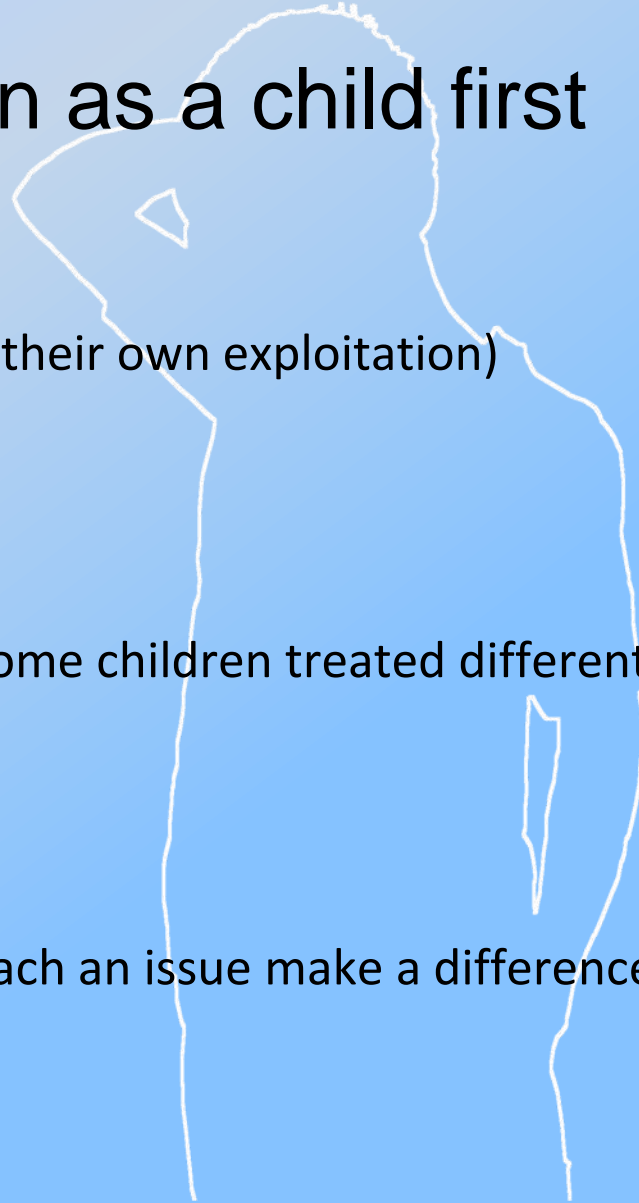 n as a child first
their own exploitation)
ome children treated different
ach an issue make a difference